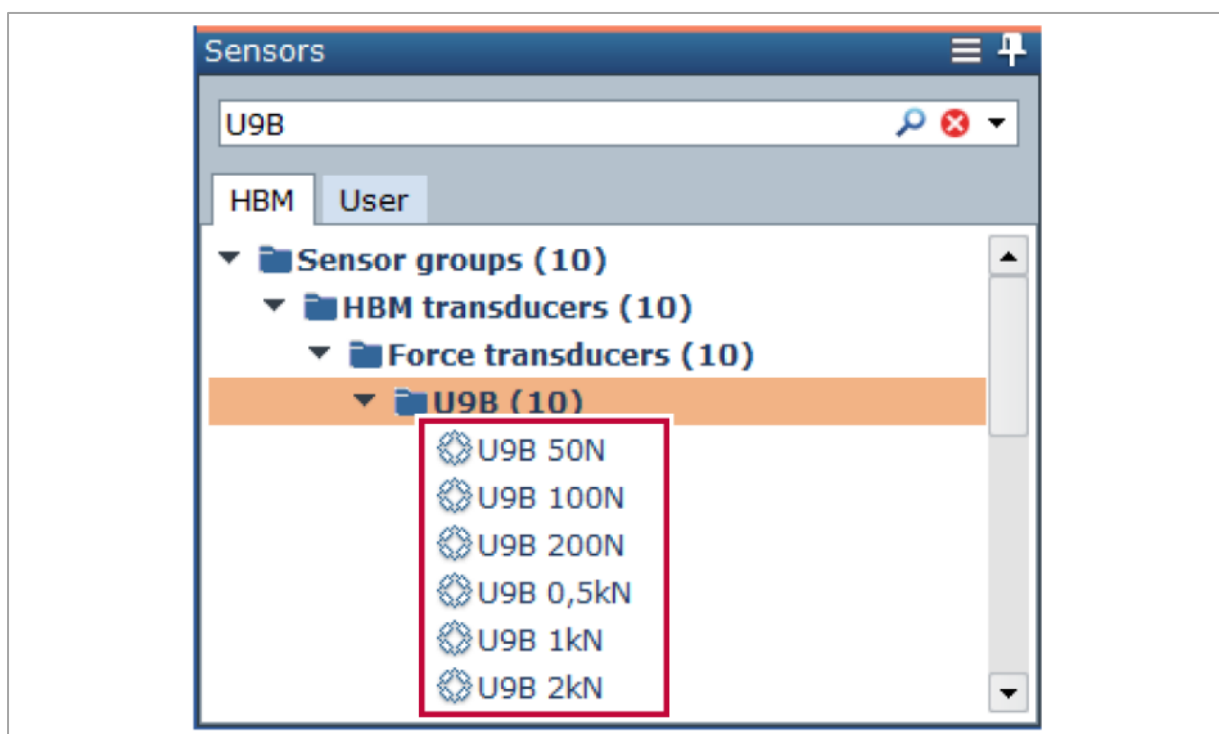 Sensors
U9B
HBM User
Sensor groups (10)
HBM transducers (10)
Force transducers (10)
U9B (10)
U9B 50N
U9B 100N
U9B 200N
U9B 0,5kN
U9B 1kN
U9B 2kN